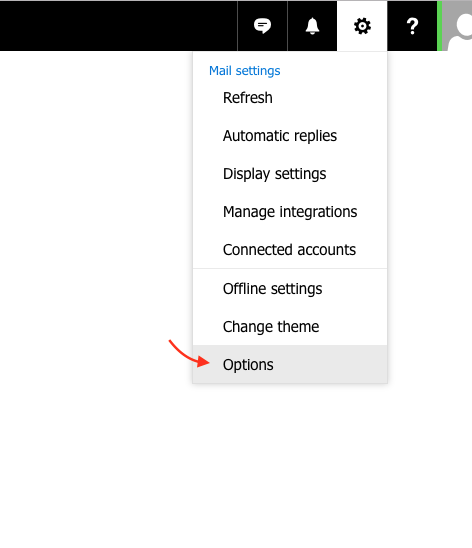 ?
Mail settings
Refresh
Automatic replies
Display settings
Manage integrations
Connected accounts
Offline settings
Change theme
Options